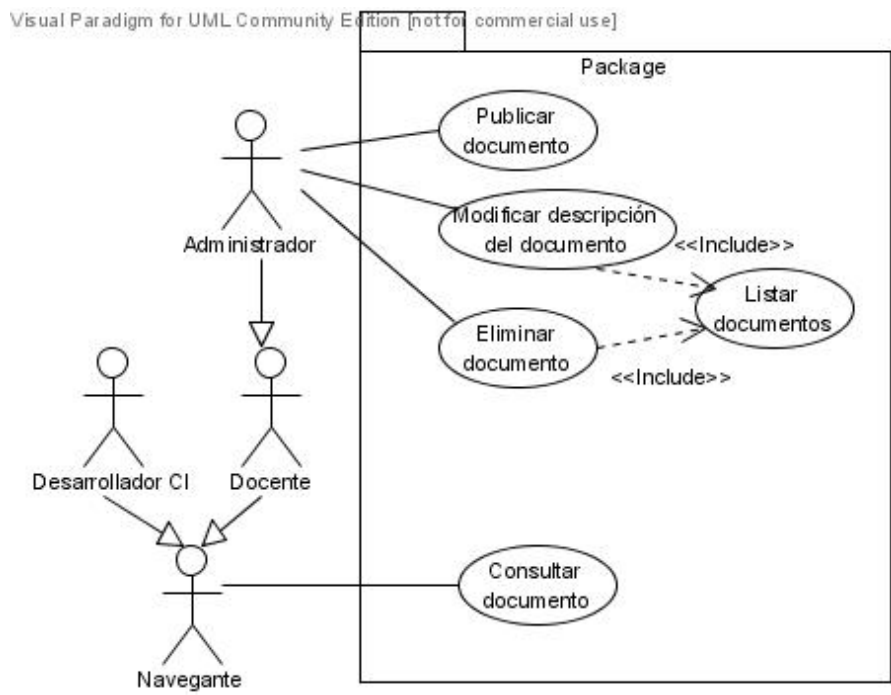 Visual Paradigm for UML Community Edition [not for commercial use]
Package
Publicar
documento
Modificar descripción
del documento
<<Include>>
Administrador
Listar
documentos
Eliminar
documento
<<Include>>
Desarrollador CI
Docente
Consultar
documento
Navegante